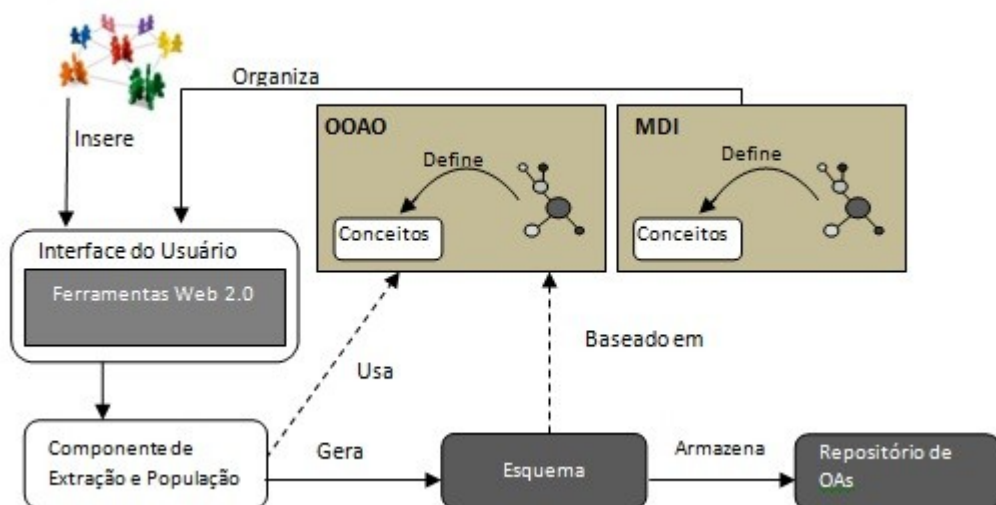 Organiza
Insere
OOAO
Define
Conceitos
MDI
Define
Conceitos
Interface do Usuário
Ferramentas Web 2.0
Usa
Baseado em
Componente de
Extração e População
Gera
Esquema
Armazena
Repositório de
OAs